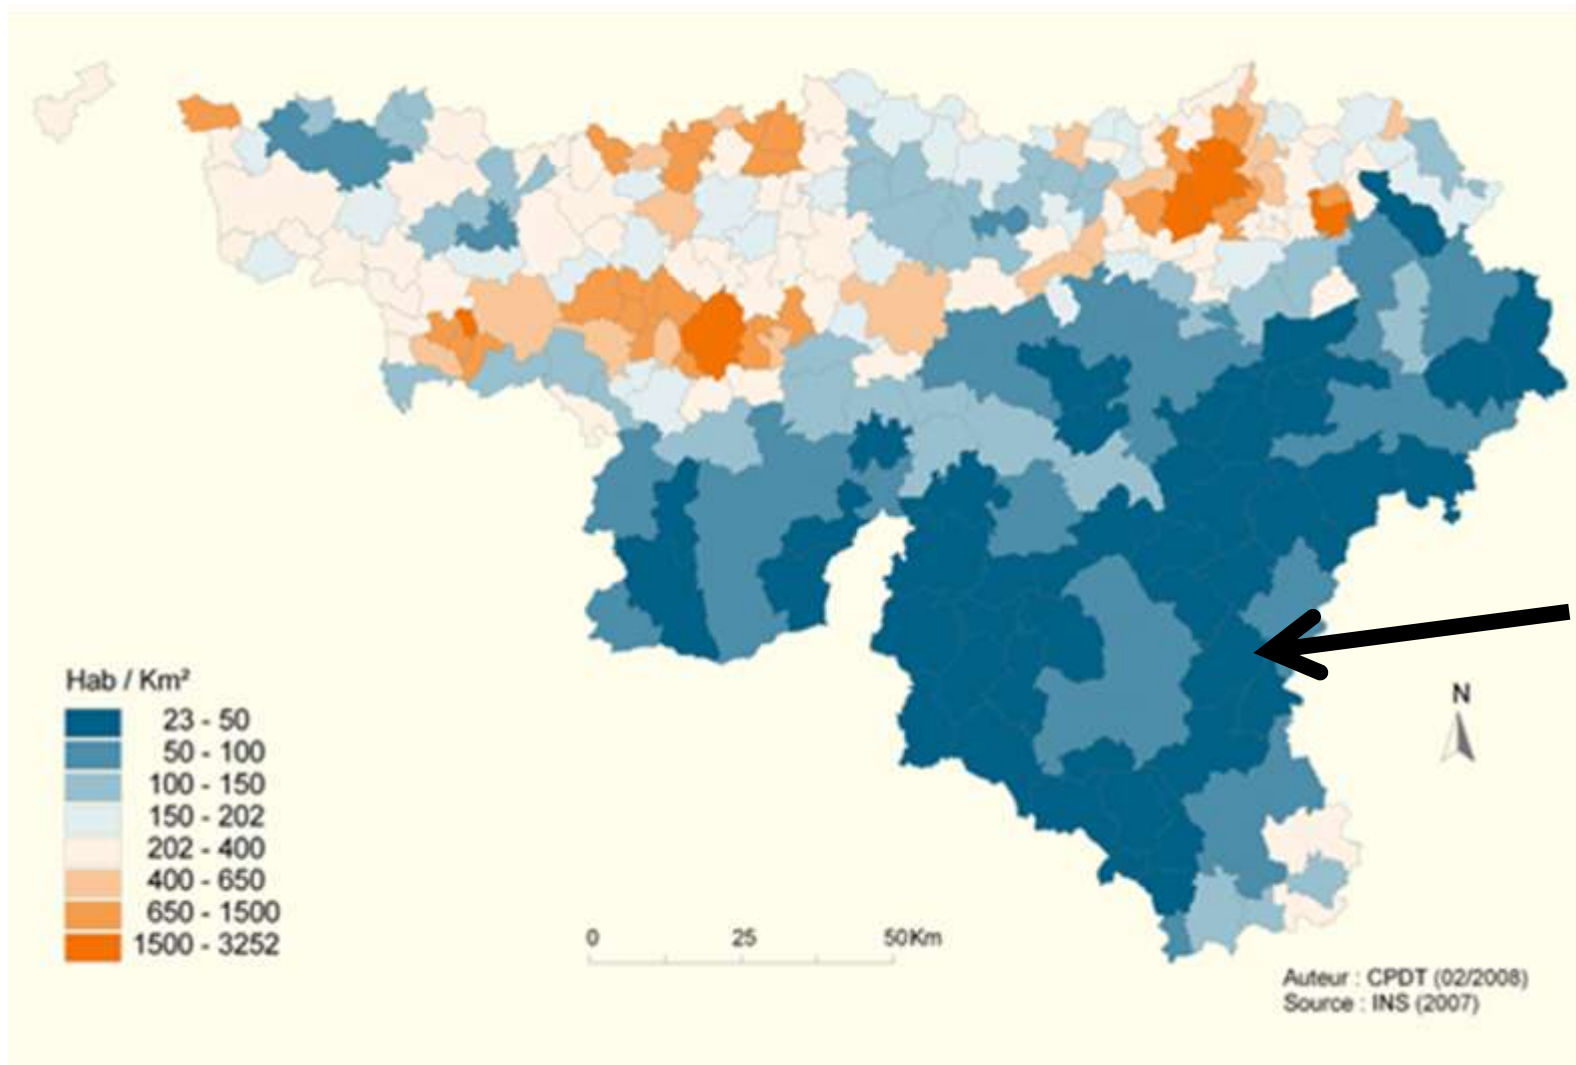 Hab / Km²
23 - 50
50 - 100
100 - 150
150 - 202
202 - 400
400 - 650
650 - 1500
1500 - 3252
0 25 50Km
N
Auteur : CPDT (02/2008)
Source : INS (2007)